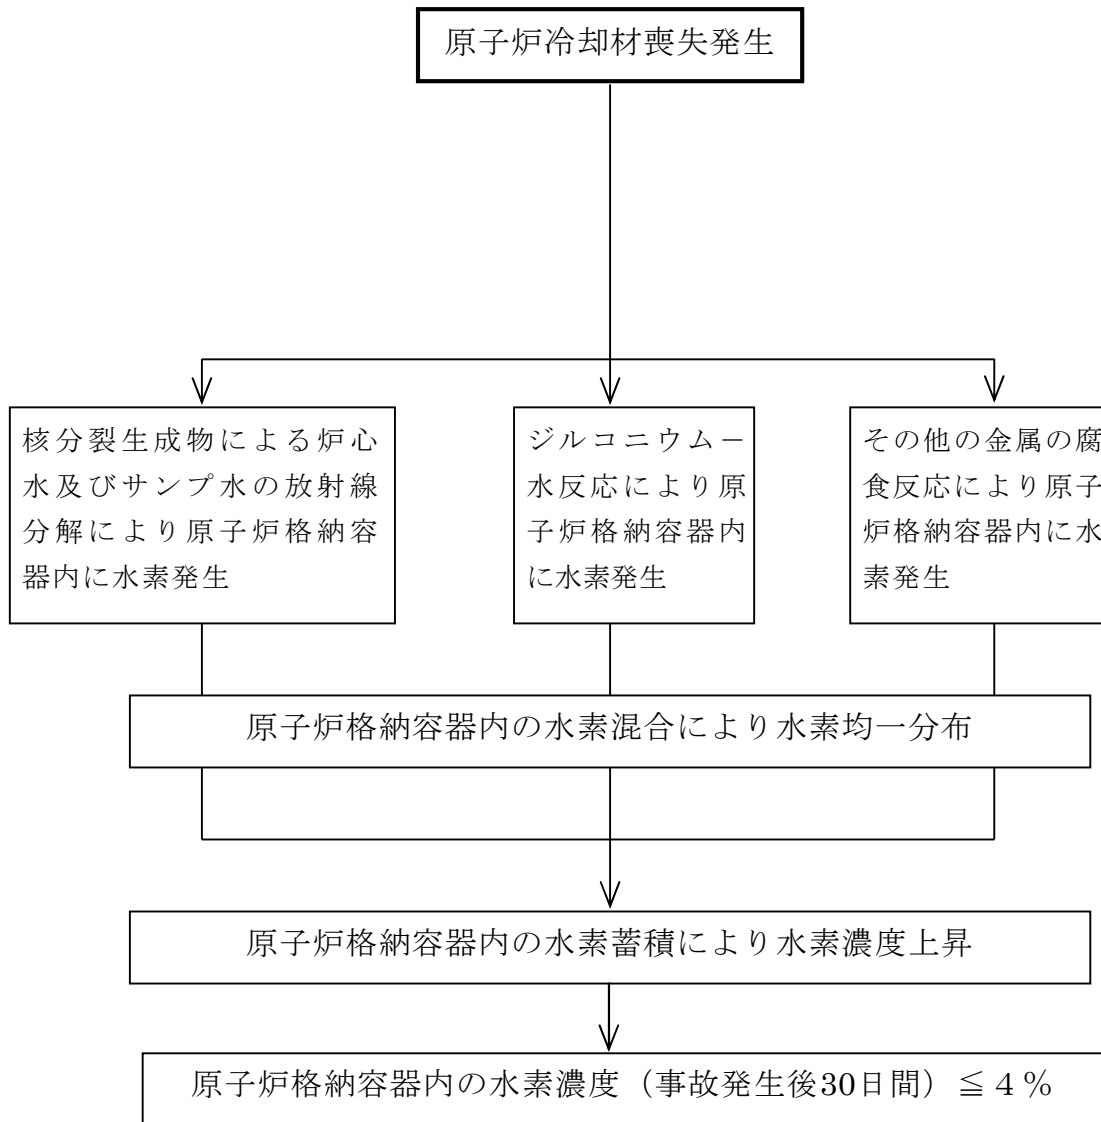 原子炉冷却材喪失発生
核分裂生成物による炉心
水及びサンプ水の放射線
分解により原子炉格納容
器内に水素発生
ジルコニウム－
水反応により原
子炉格納容器内
に水素発生
その他の金属の腐
食反応により原子
炉格納容器内に水
素発生
原子炉格納容器内の水素混合により水素均一分布
原子炉格納容器内の水素蓄積により水素濃度上昇
原子炉格納容器内の水素濃度（事故発生後30日間）≦４％